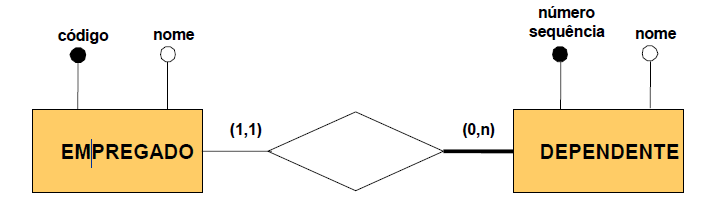 código
nome
número
sequência
nome
(1,1)
(0,n)
EMPREGADO
DEPENDENTE